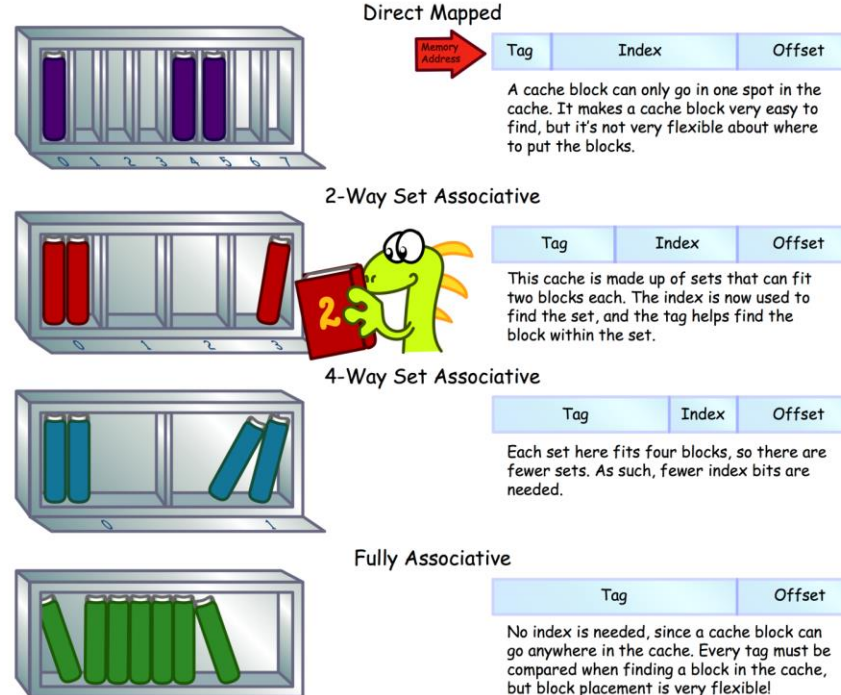 Direct Mapped
Memory
Address
Tag Index Offset
A cache block can only go in one spot in the
cache. It makes a cache block very easy to
find, but it's not very flexible about where
to put the blocks.
0 1 2 3 4 5 6 7
2-Way Set Associative
2
Tag Index Offset
This cache is made up of sets that can fit
two blocks each. The index is now used to
find the set, and the tag helps find the
block within the set.
0 1 2 3
4-Way Set Associative
Tag Index Offset
Each set here fits four blocks, so there are
fewer sets. As such, fewer index bits are
needed.
0 1
Fully Associative
Tag Offset
No index is needed, since a cache block can
go anywhere in the cache. Every tag must be
compared when finding a block in the cache,
but block placement is very flexible!